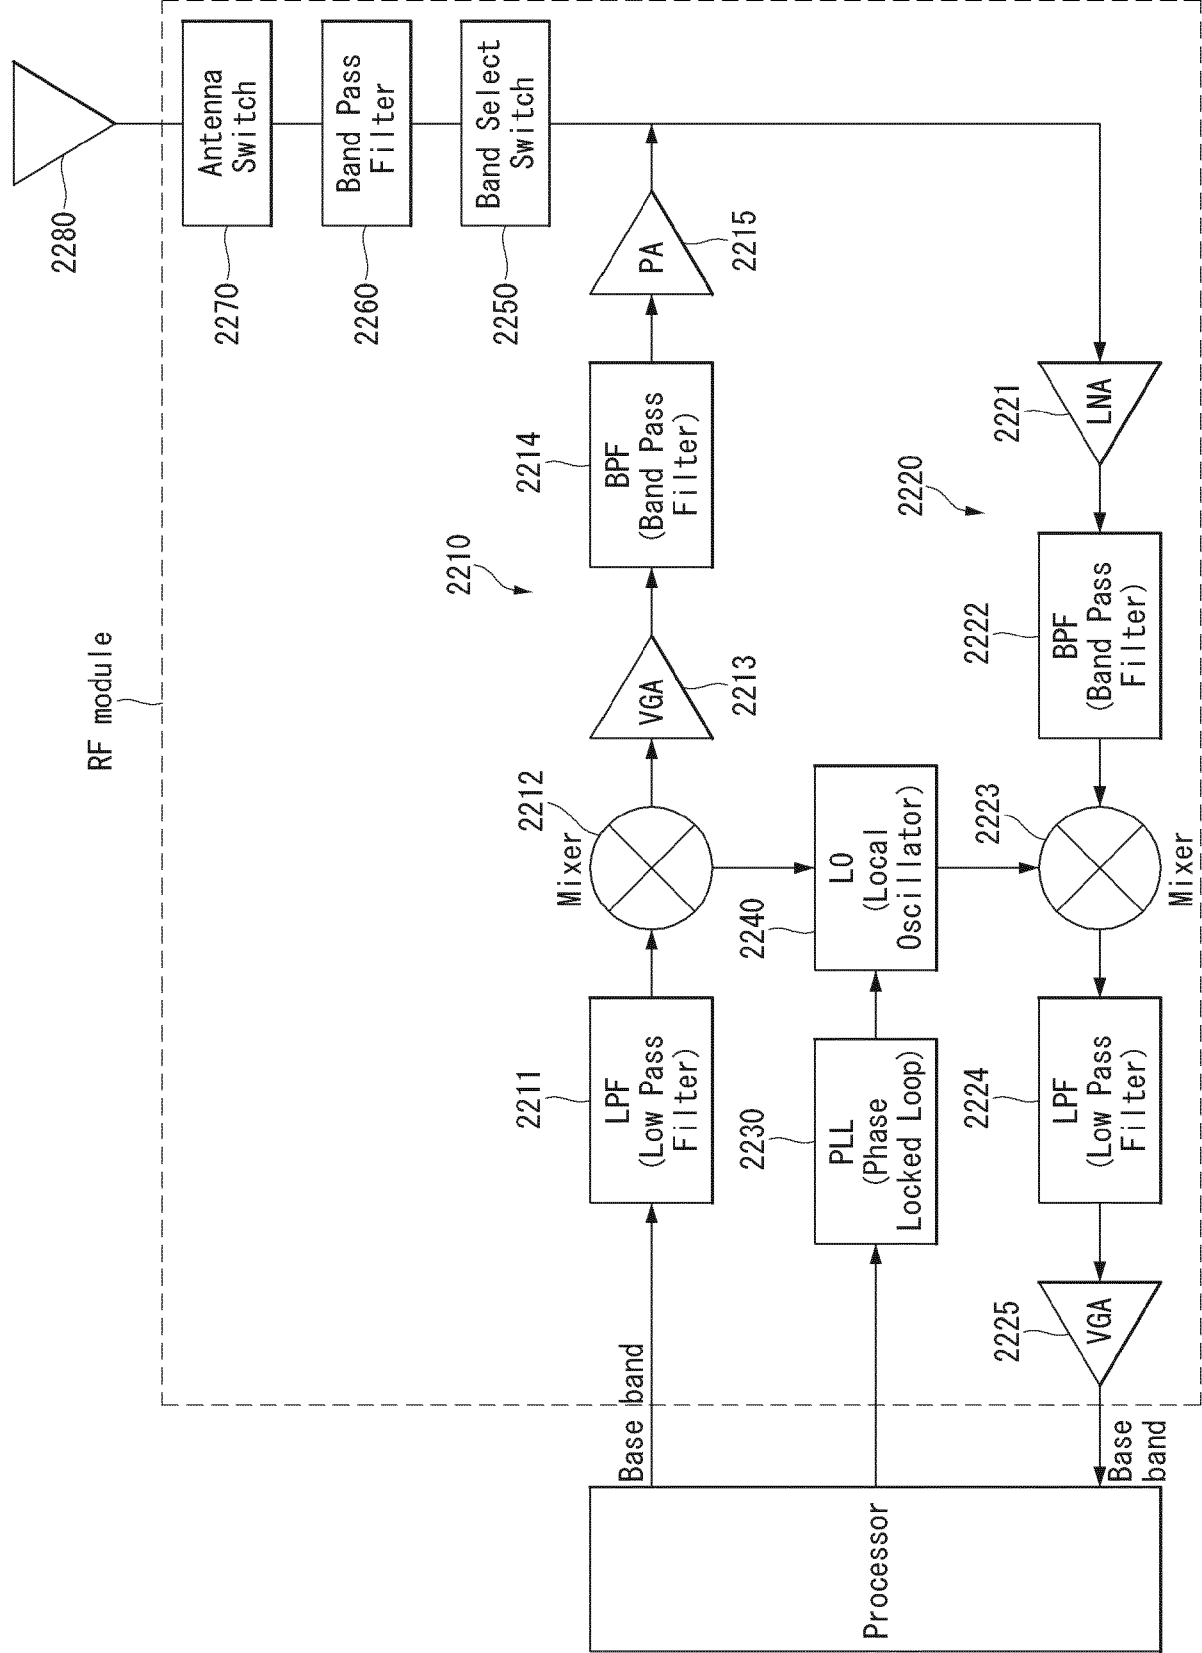 RF module
2280
Antenna
Switch
2270
Band Pass
Filter
2260
Band Select
Switch
2250
2210
Base band
LPF
(Low Pass
Filter)
2211
Mixer
2212
VGA
2213
BPF
(Band Pass
Filter)
2214
PA
2215
Processor
PLL
(Phase
Locked Loop)
2230
LO
(Local
Oscillator)
2240
2220
LNA
2221
BPF
(Band Pass
Filter)
2222
2223
Mixer
LPF
(Low Pass
Filter)
2224
VGA
2225
Base
band